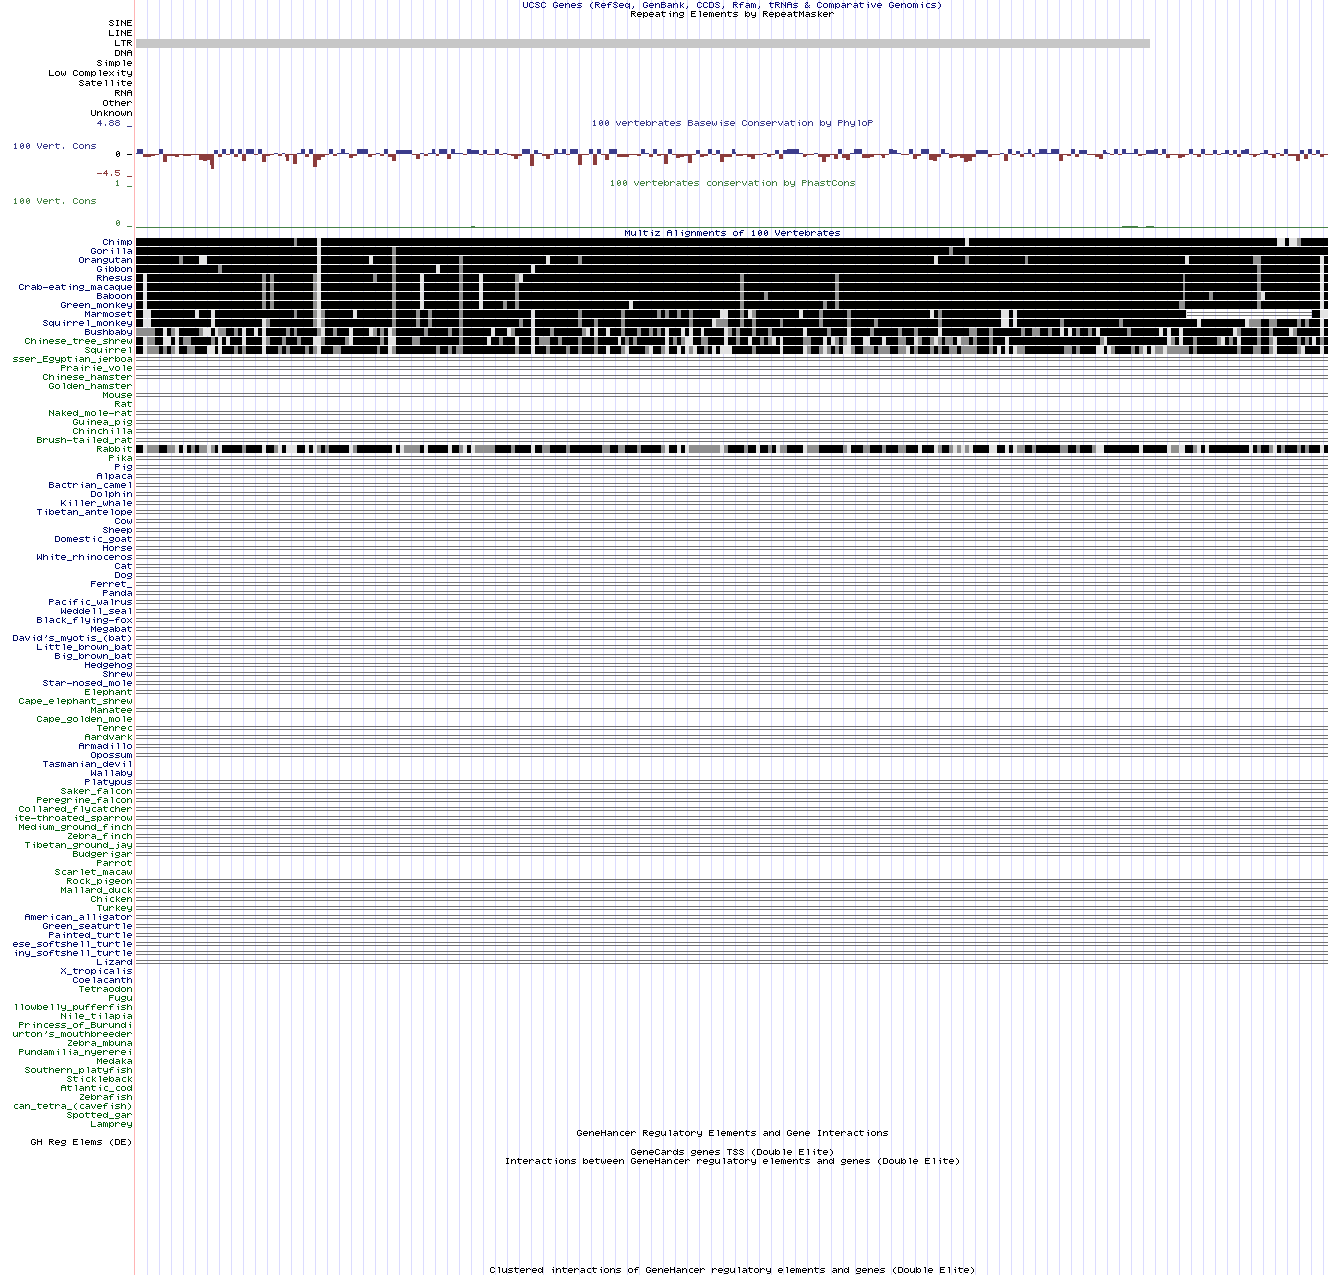 UCSC Genes (RefSeq, GenBank, CCDS, Rfam, tRNAs & Comparative Genomics)
Repeating Elements by RepeatMasker
SINE
LINE
LTR
DNA
Simple
Low Complexity
Satellite
RNA
Other
Unknown
4.88 _
100 vertebrates Basewise Conservation by PhyloP
100 Vert. Cons
0 -
-4.5 _
1 _
100 vertebrates conservation by PhastCons
100 Vert. Cons
0 _
Multiz Alignments of 100 Vertebrates
Chimp
Gorilla
Orangutan
Gibbon
Rhesus
Crab-eating_macaque
Baboon
Green_monkey
Marmoset
Squirrel_monkey
Bushbaby
Chinese_tree_shrew
Squirrel
sser_Egyptian_jerboa
Prairie_vole
Chinese_hamster
Golden_hamster
Mouse
Rat
Naked_mole-rat
Guinea_pig
Chinchilla
Brush-tailed_rat
Rabbit
Pika
Pig
Alpaca
Bactrian_camel
Dolphin
Killer_whale
Tibetan_antelope
Cow
Sheep
Domestic_goat
Horse
White_rhinoceros
Cat
Dog
Ferret_
Panda
Pacific_walrus
Weddell_seal
Black_flying-fox
Megabat
David's_myotis_(bat)
Little_brown_bat
Big_brown_bat
Hedgehog
Shrew
Star-nosed_mole
Elephant
Cape_elephant_shrew
Manatee
Cape_golden_mole
Tenrec
Aardvark
Armadillo
Opossum
Tasmanian_devil
Wallaby
Platypus
Saker_falcon
Peregrine_falcon
Collared_flycatcher
ite-throated_sparrow
Medium_ground_finch
Zebra_finch
Tibetan_ground_jay
Budgerigar
Parrot
Scarlet_macaw
Rock_pigeon
Mallard_duck
Chicken
Turkey
American_alligator
Green_seaturtle
Painted_turtle
ese_softshell_turtle
iny_softshell_turtle
Lizard
X_tropicalis
Coelacanth
Tetraodon
Fugu
llowbelly_pufferfish
Nile_tilapia
Princess_of_Burundi
urton's_mouthbreeder
Zebra_mbuna
Pundamilia_nyererei
Medaka
Southern_platyfish
Stickleback
Atlantic_cod
Zebrafish
can_tetra_(cavefish)
Spotted_gar
Lamprey
GeneHancer Regulatory Elements and Gene Interactions
GH Reg Elems (DE)
GeneCards genes TSS (Double Elite)
Interactions between GeneHancer regulatory elements and genes (Double Elite)
Clustered interactions of GeneHancer regulatory elements and genes (Double Elite)